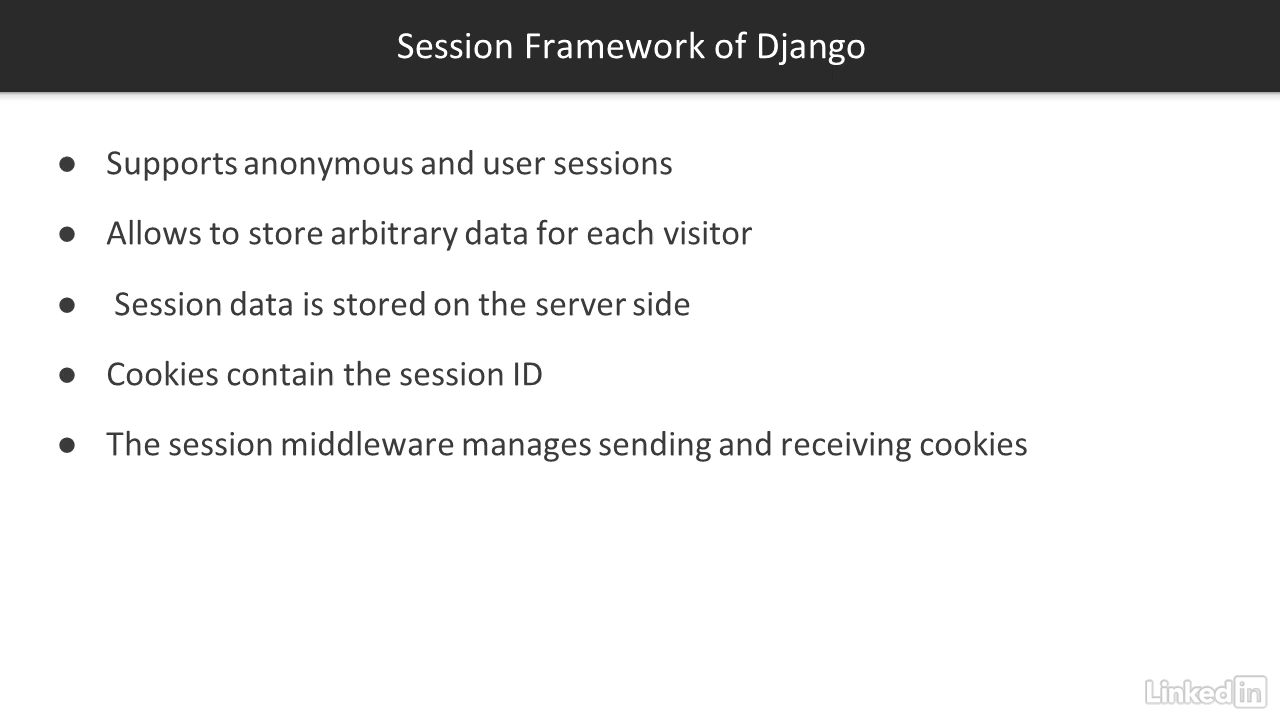 Session Framework of Django
● Supports anonymous and user sessions
● Allows to store arbitrary data for each visitor
● Session data is stored on the server side
● Cookies contain the session ID
● The session middleware manages sending and receiving cookies
Linked in